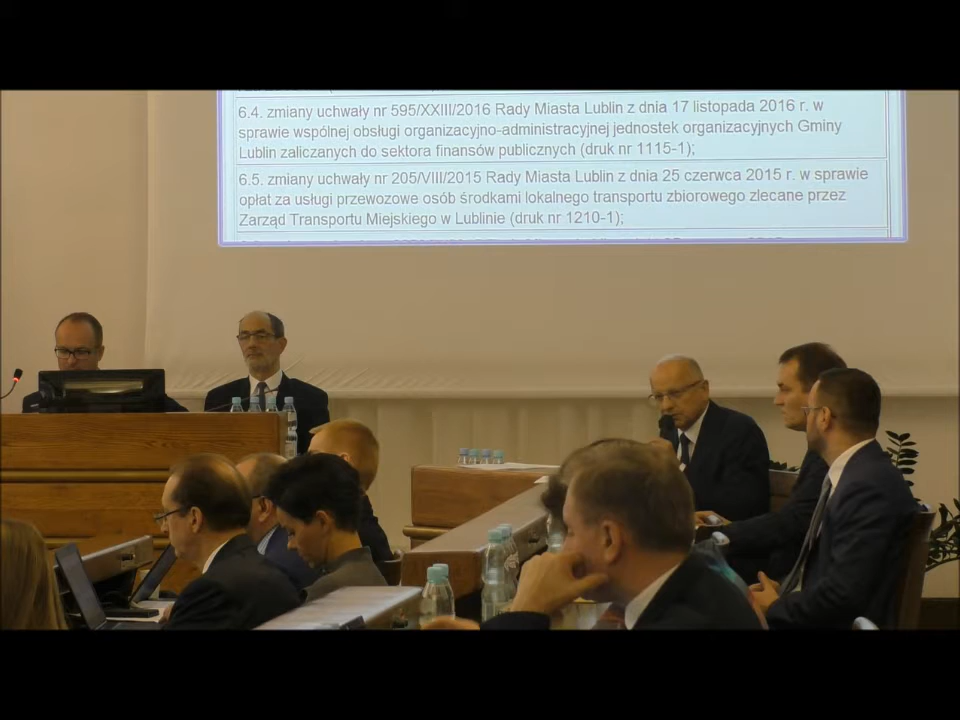 6.4. zmiany uchwały nr 595/XXIII/2016 Rady Miasta Lublin z dnia 17 listopada 2016 r. w
sprawie wspólnej obsługi organizacyjno-administracyjnej jednostek organizacyjnych Gminy
Lublin zaliczanych do sektora finansów publicznych (druk nr 1115-1);
6.5. zmiany uchwały nr 205/VIII/2015 Rady Miasta Lublin z dnia 25 czerwca 2015 r. w sprawie
opłat za usługi przewozowe osób środkami lokalnego transportu zbiorowego zlecane przez
Zarząd Transportu Miejskiego w Lublinie (druk nr 1210-1);